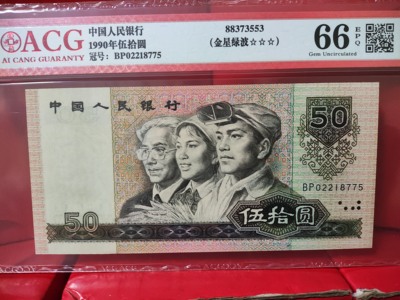 ACG
AI CANG GUARANTY
中国人民银行
1990年伍拾圆
冠号: BP02218775
88373553
(金星绿波☆☆☆)
66 EPQ
Gem Uncirculated
中国人民银行
50
BP02218775
50
伍拾圆